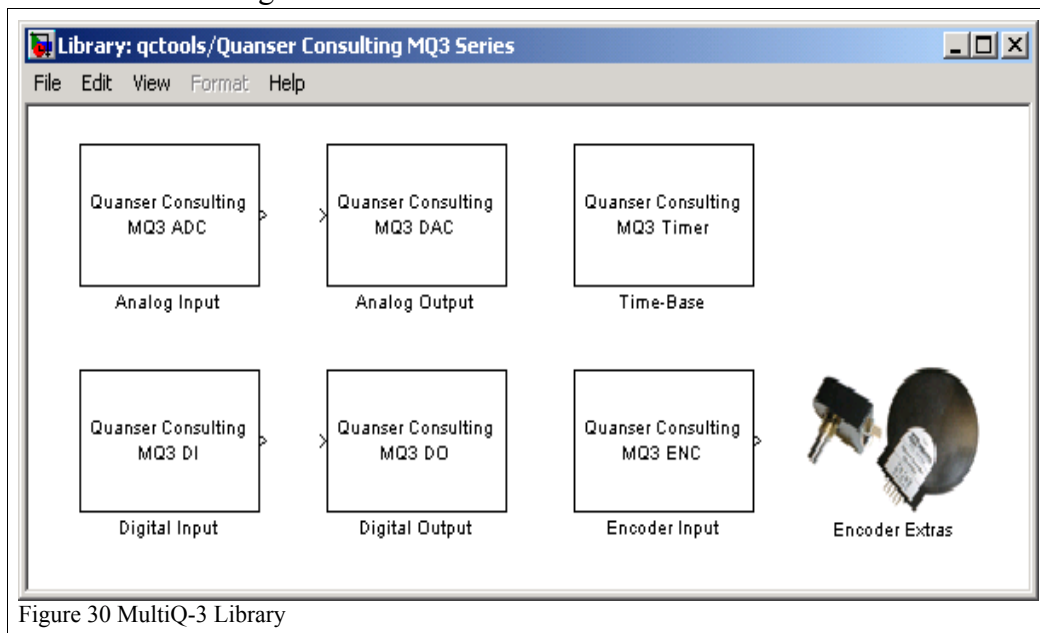 Library: qctools/Quanser Consulting MQ3 Series
File Edit View Format Help
Quanser Consulting
MQ3 ADC
Analog Input
Quanser Consulting
MQ3 DAC
Analog Output
Quanser Consulting
MQ3 Timer
Time-Base
Quanser Consulting
MQ3 DI
Digital Input
Quanser Consulting
MQ3 DO
Digital Output
Quanser Consulting
MQ3 ENC
Encoder Input
Encoder Extras
Figure 30 MultiQ-3 Library